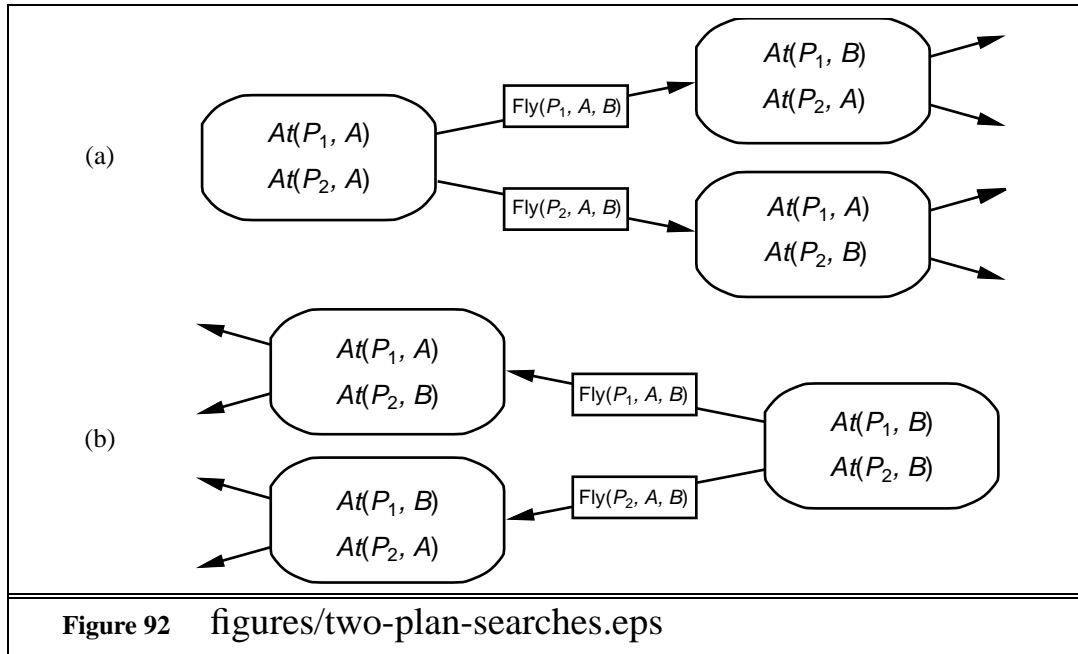 (a)
At(P₁, A)
At(P₂, A)
Fly(P₁, A, B)
At(P₁, B)
At(P₂, A)
Fly(P₂, A, B)
At(P₁, A)
At(P₂, B)
(b)
At(P₁, A)
At(P₂, B)
Fly(P₁, A, B)
At(P₁, B)
At(P₂, B)
At(P₁, B)
At(P₂, A)
Fly(P₂, A, B)
Figure 92 figures/two-plan-searches.eps